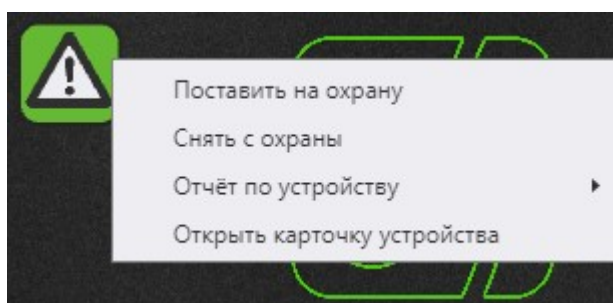 Поставить на охрану
Снять с охраны
Отчёт по устройству
Открыть карточку устройства